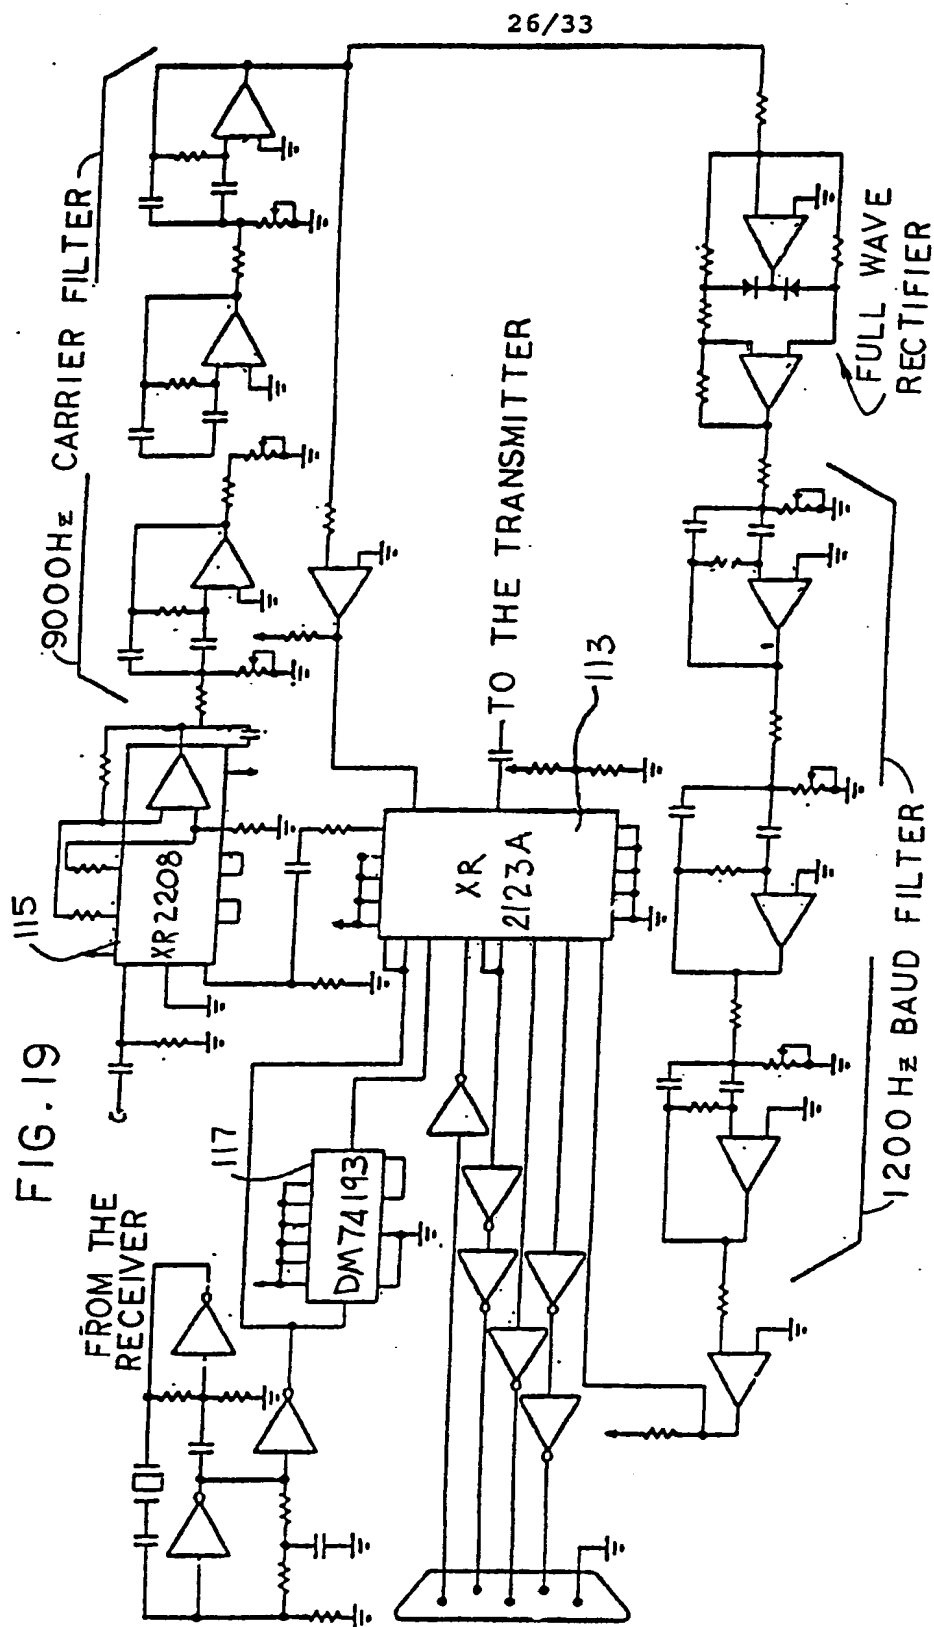 26/33
FIG. 19
9000Hz CARRIER FILTER
115
XR 2208
FROM THE
RECEIVER
117
DM74193
XR
2123A
113
TO THE TRANSMITTER
FULL WAVE
RECTIFIER
1200 Hz BAUD FILTER